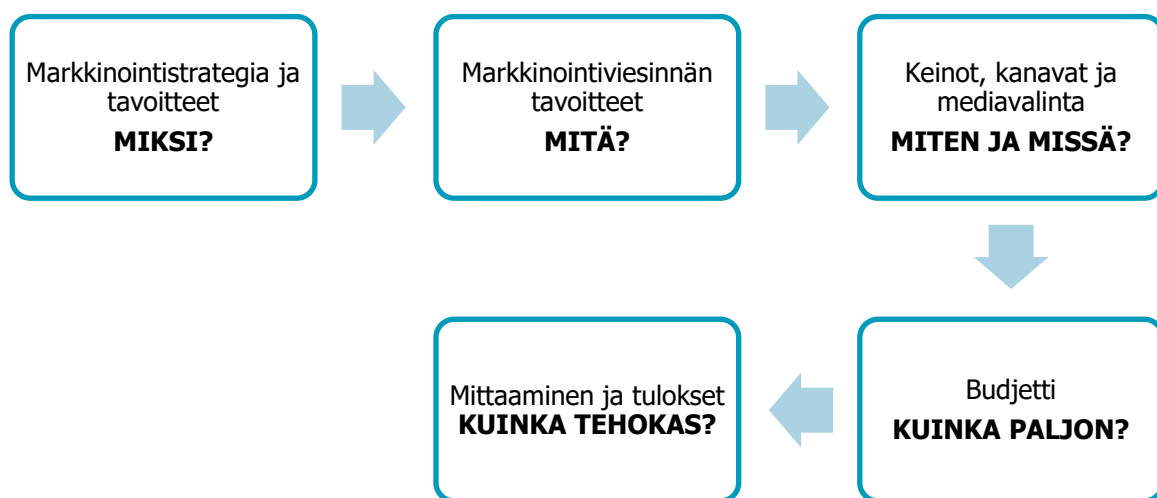 Markkinointistrategia ja
tavoitteet
MIKSI?
Markkinointiviesinnän
tavoitteet
MITÄ?
Keinot, kanavat ja
mediavalinta
MITEN JA MISSÄ?
Budjetti
KUINKA PALJON?
Mittaaminen ja tulokset
KUINKA TEHOKAS?